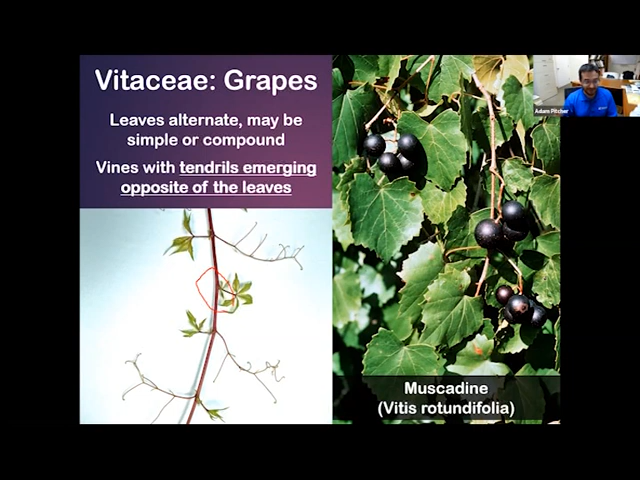 Vitaceae: Grapes
Leaves alternate, may be
simple or compound
Vines with tendrils emerging
opposite of the leaves
Adam Pitcher
Muscadine
(Vitis rotundifolia)